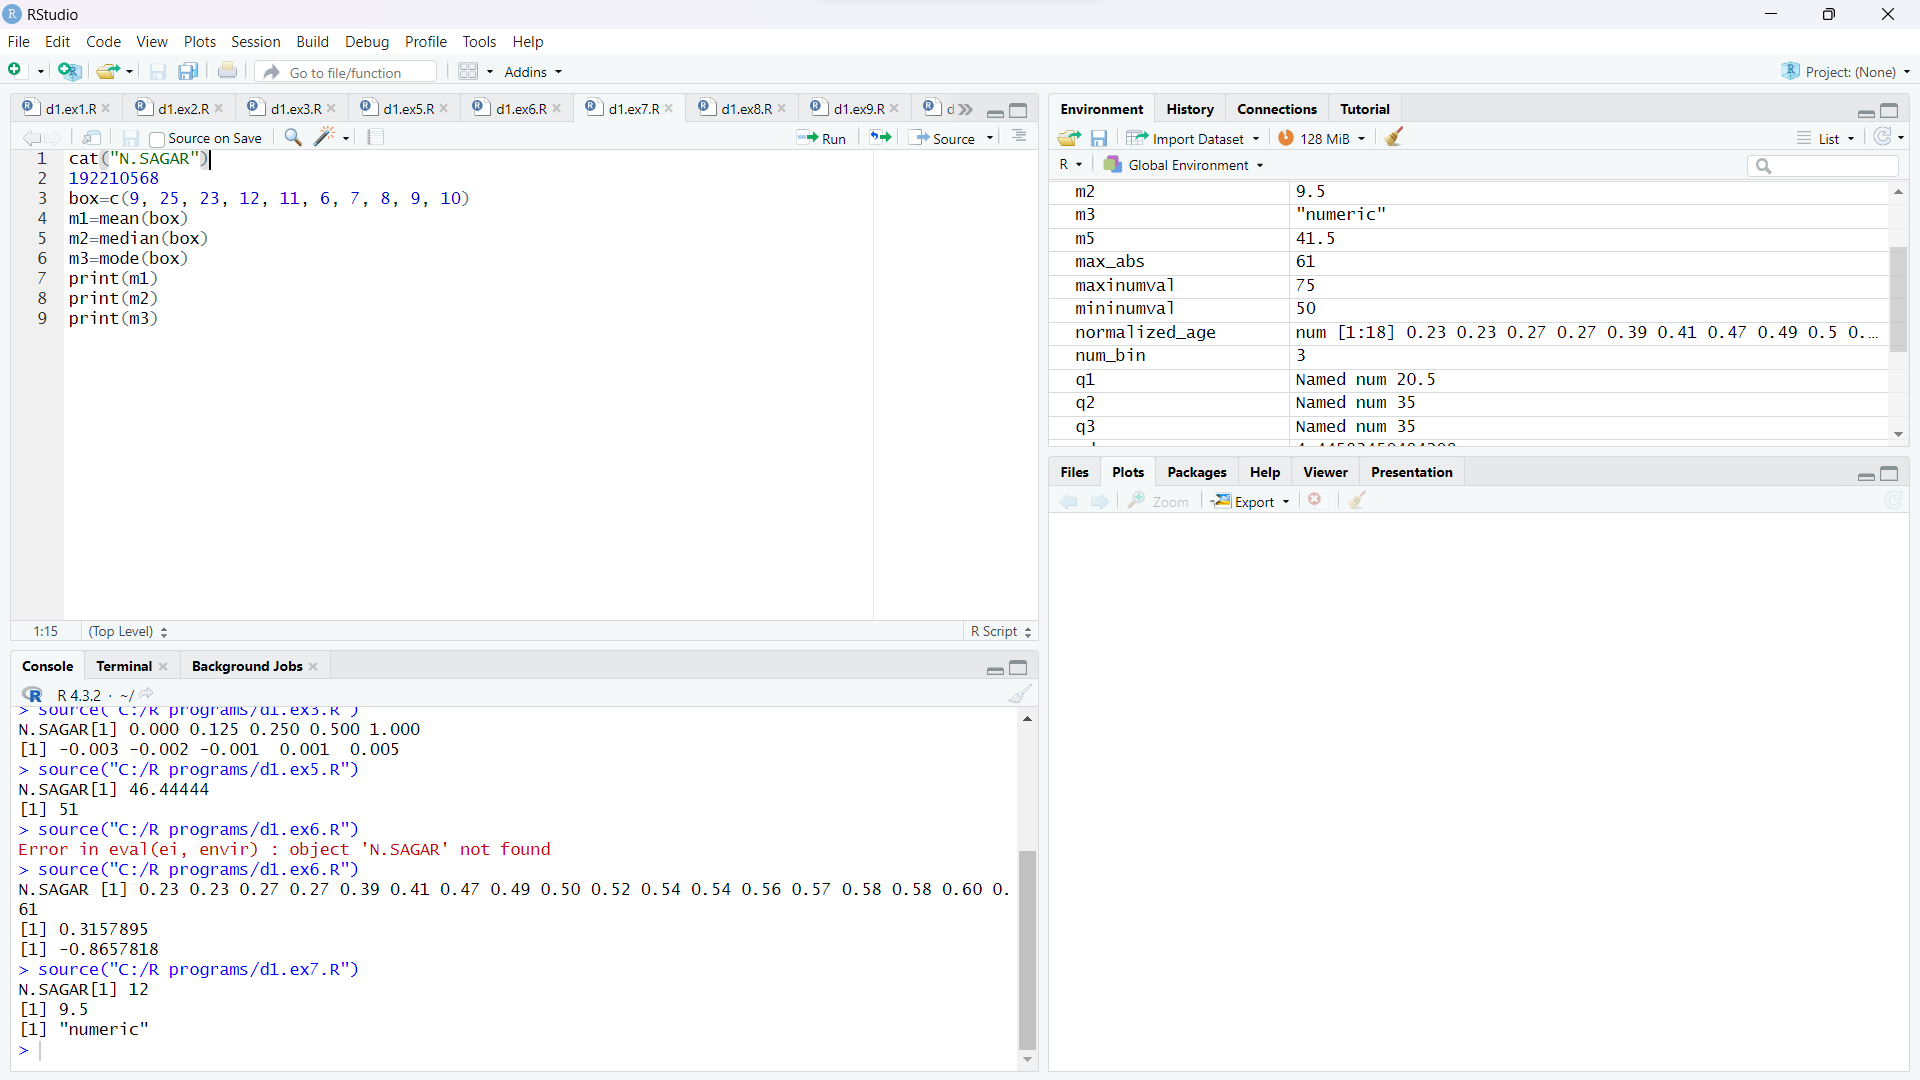 RStudio
File Edit Code View Plots Session Build Debug Profile Tools Help
Go to file/function Addins Project: (None)
d1.ex1.R d1.ex2.R d1.ex3.R d1.ex5.R d1.ex6.R d1.ex7.R d1.ex8.R d1.ex9.R d
Source on Save Run Source
1 cat("N.SAGAR")
2 192210568
3 box=c(9, 25, 23, 12, 11, 6, 7, 8, 9, 10)
4 m1=mean(box)
5 m2=median(box)
6 m3=mode(box)
7 print(m1)
8 print(m2)
9 print(m3)
1:15 (Top Level) R Script
Console Terminal Background Jobs
R 4.3.2 · ~/
> source("C:/R programs/d1.ex3.R")
N.SAGAR[1] 0.000 0.125 0.250 0.500 1.000
[1] -0.003 -0.002 -0.001 0.001 0.005
> source("C:/R programs/d1.ex5.R")
N.SAGAR[1] 46.44444
[1] 51
> source("C:/R programs/d1.ex6.R")
Error in eval(ei, envir) : object 'N.SAGAR' not found
> source("C:/R programs/d1.ex6.R")
N.SAGAR [1] 0.23 0.23 0.27 0.27 0.39 0.41 0.47 0.49 0.50 0.52 0.54 0.54 0.56 0.57 0.58 0.58 0.60 0.
61
[1] 0.3157895
[1] -0.8657818
> source("C:/R programs/d1.ex7.R")
N.SAGAR[1] 12
[1] 9.5
[1] "numeric"
>
Environment History Connections Tutorial
Import Dataset 128 MiB List
R Global Environment
m2 9.5
m3 "numeric"
m5 41.5
max_abs 61
maxinumval 75
mininumval 50
normalized_age num [1:18] 0.23 0.23 0.27 0.27 0.39 0.41 0.47 0.49 0.5 0...
num_bin 3
q1 Named num 20.5
q2 Named num 35
q3 Named num 35
Files Plots Packages Help Viewer Presentation
Zoom Export